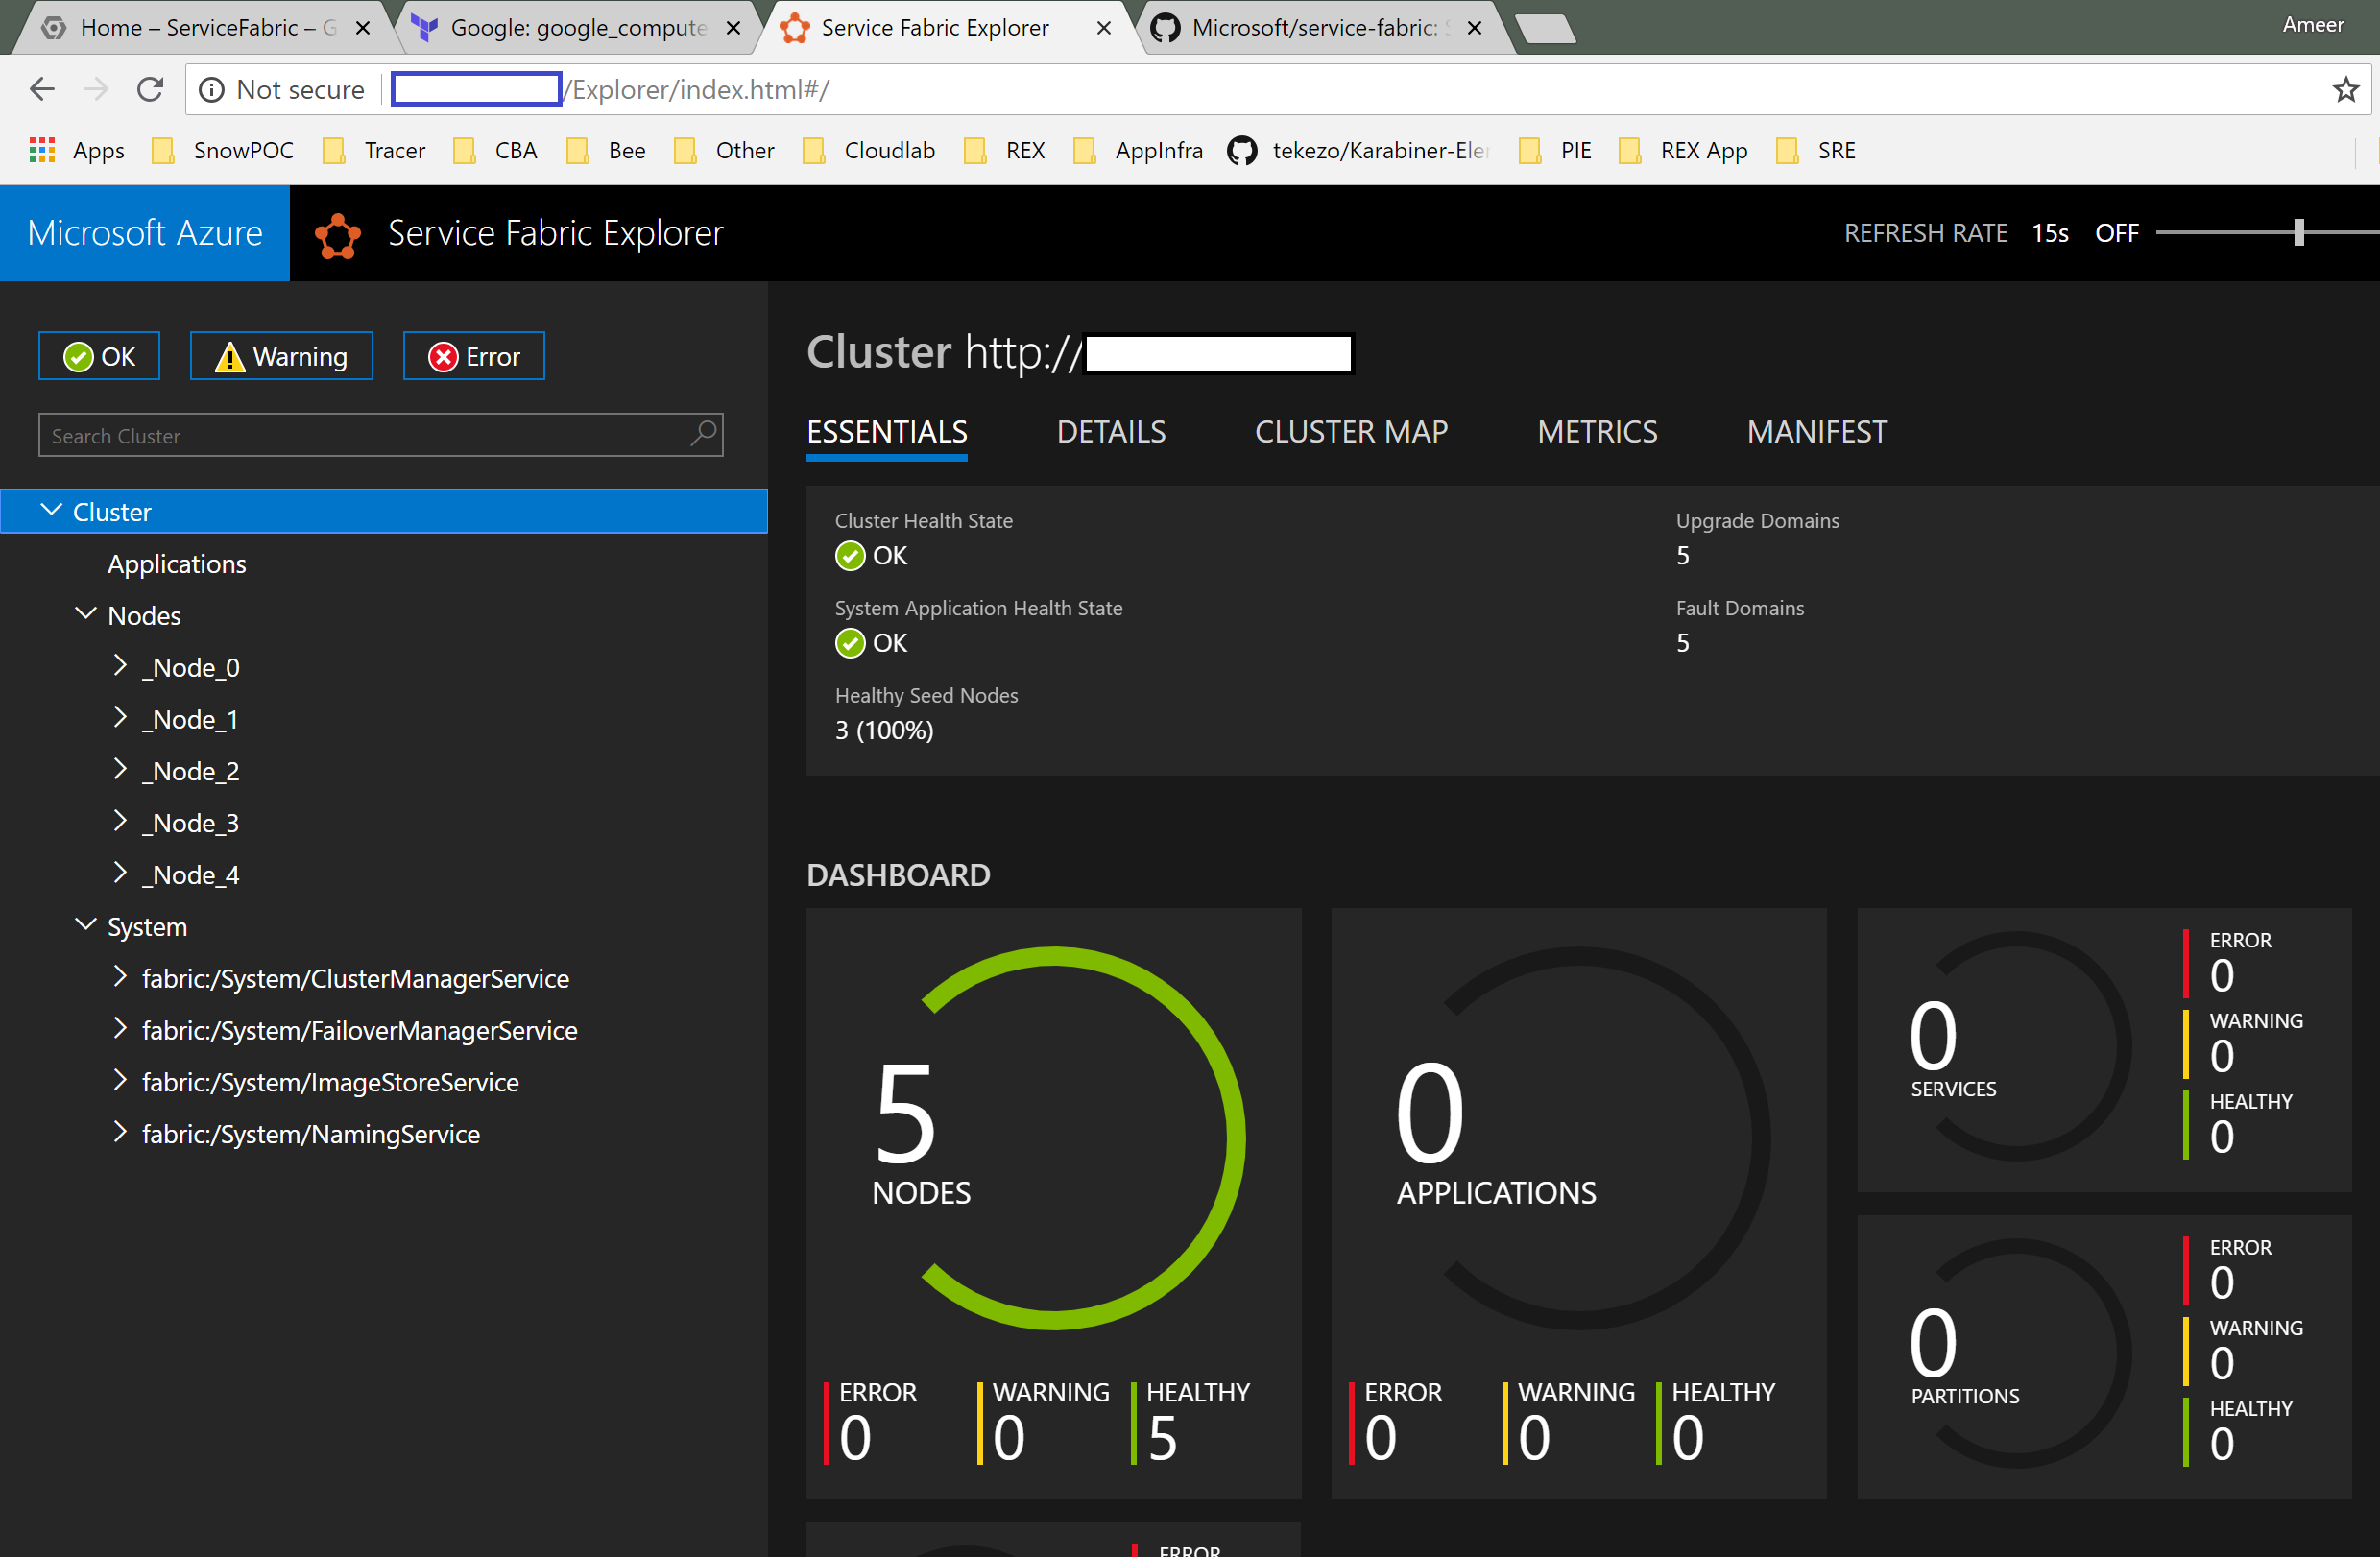 Home – ServiceFabric – G
Google: google_compute
Service Fabric Explorer
Microsoft/service-fabric: S
Ameer
Not secure
/Explorer/index.html#/
Apps
SnowPOC
Tracer
CBA
Bee
Other
Cloudlab
REX
AppInfra
tekezo/Karabiner-Eler
PIE
REX App
SRE
Microsoft Azure
Service Fabric Explorer
REFRESH RATE 15s OFF
OK
Warning
Error
Search Cluster
Cluster
Applications
Nodes
_Node_0
_Node_1
_Node_2
_Node_3
_Node_4
System
fabric:/System/ClusterManagerService
fabric:/System/FailoverManagerService
fabric:/System/ImageStoreService
fabric:/System/NamingService
Cluster http://
ESSENTIALS
DETAILS
CLUSTER MAP
METRICS
MANIFEST
Cluster Health State
OK
System Application Health State
OK
Healthy Seed Nodes
3 (100%)
Upgrade Domains
5
Fault Domains
5
DASHBOARD
5
NODES
ERROR
0
WARNING
0
HEALTHY
5
0
APPLICATIONS
ERROR
0
WARNING
0
HEALTHY
0
0
SERVICES
ERROR
0
WARNING
0
HEALTHY
0
0
PARTITIONS
ERROR
0
WARNING
0
HEALTHY
0
ERROR